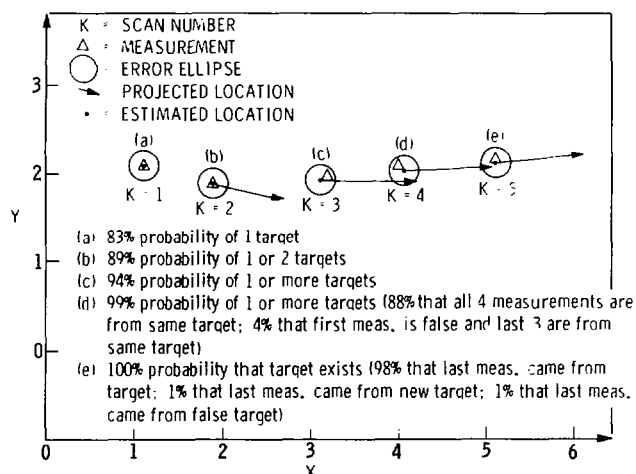 K = SCAN NUMBER
△ = MEASUREMENT
= ERROR ELLIPSE
PROJECTED LOCATION
· = ESTIMATED LOCATION
3
2
1
0
Y
(a)
(b)
(c)
(d)
(e)
K = 1
K = 2
K = 3
K = 4
K = 5
(a) 83% probability of 1 target
(b) 89% probability of 1 or 2 targets
(c) 94% probability of 1 or more targets
(d) 99% probability of 1 or more targets (88% that all 4 measurements are
from same target; 4% that first meas. is false and last 3 are from
same target)
(e) 100% probability that target exists (98% that last meas. came from
target; 1% that last meas. came from new target; 1% that last meas.
came from false target)
0 1 2 3 4 5 6
X